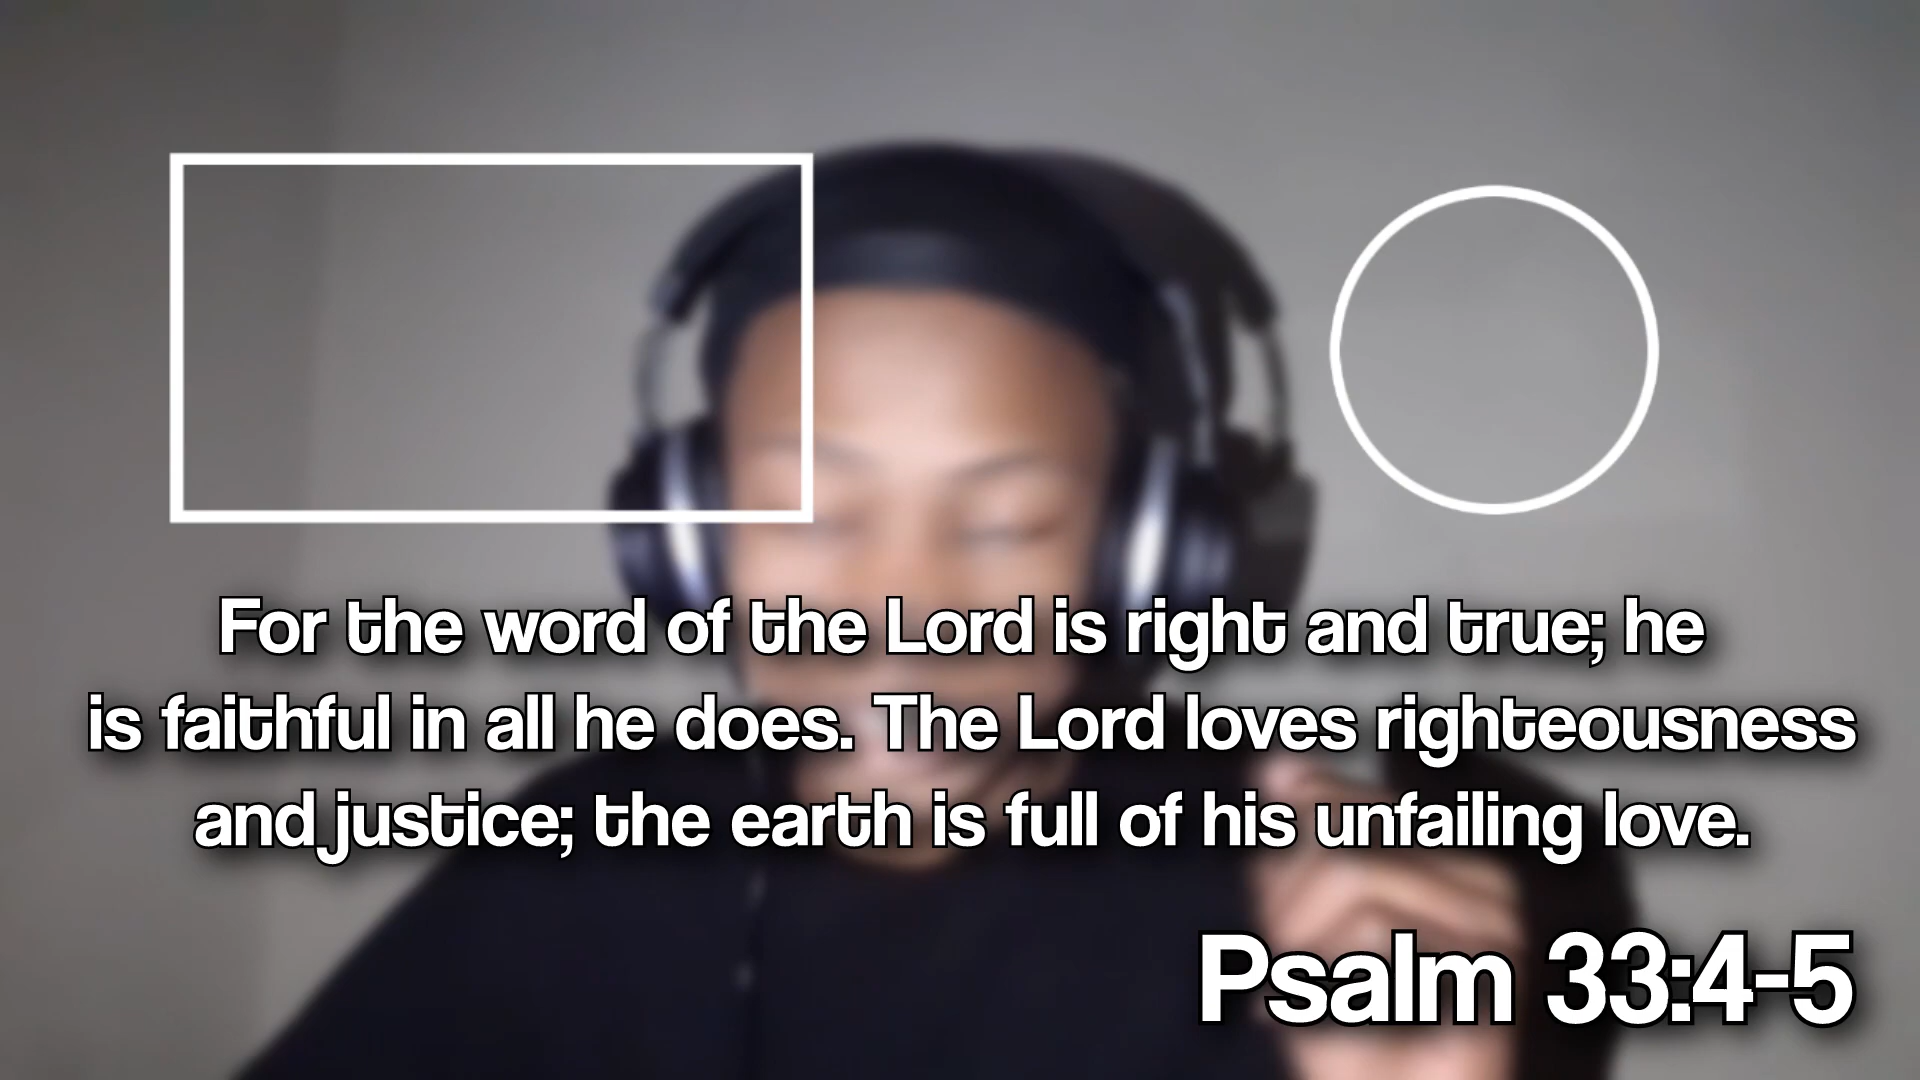 For the word of the Lord is right and true; he
is faithful in all he does. The Lord loves righteousness
and justice; the earth is full of his unfailing love.
Psalm 33:4-5